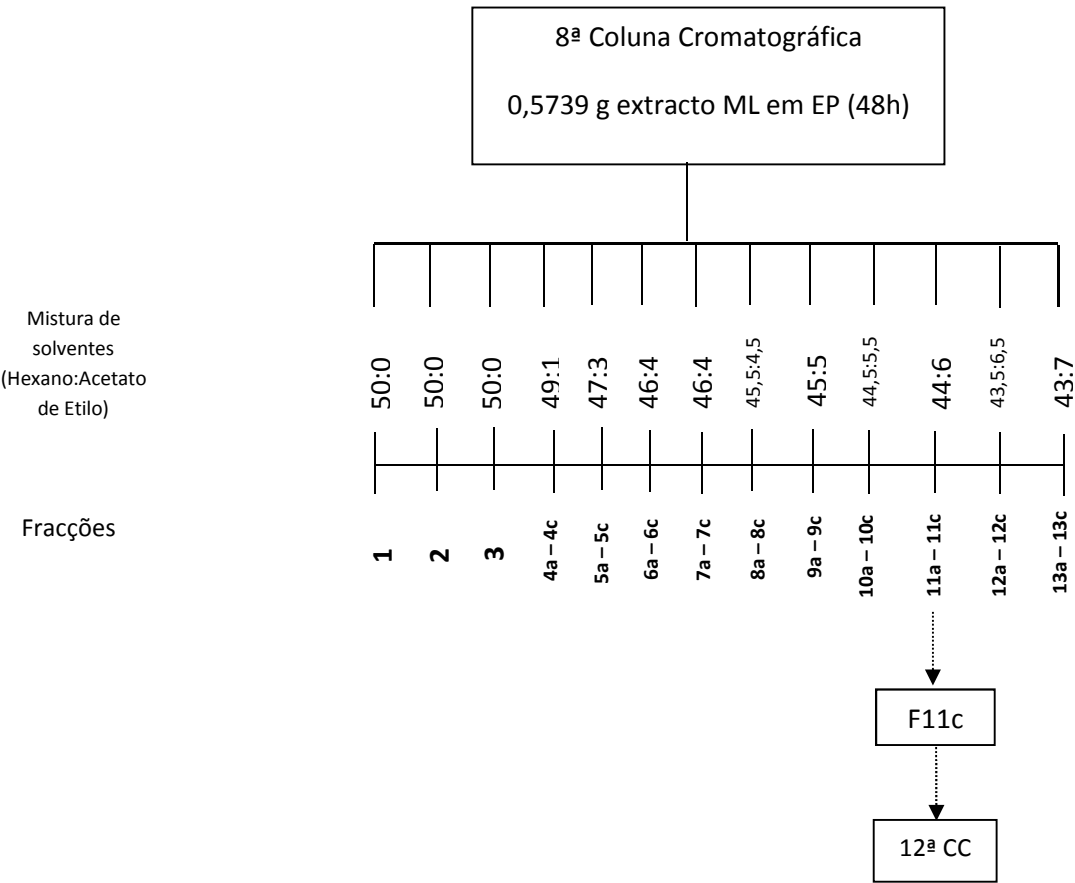 8ª Coluna Cromatográfica
0,5739 g extracto ML em EP (48h)
Mistura de
solventes
(Hexano:Acetato
de Etilo)
50:0
50:0
50:0
49:1
47:3
46:4
46:4
45,5:4,5
45:5
44,5:5,5
44:6
43,5:6,5
43:7
Fracções
1
2
3
4a – 4c
5a – 5c
6a – 6c
7a – 7c
8a – 8c
9a – 9c
10a – 10c
11a – 11c
12a – 12c
13a – 13c
F11c
12ª CC